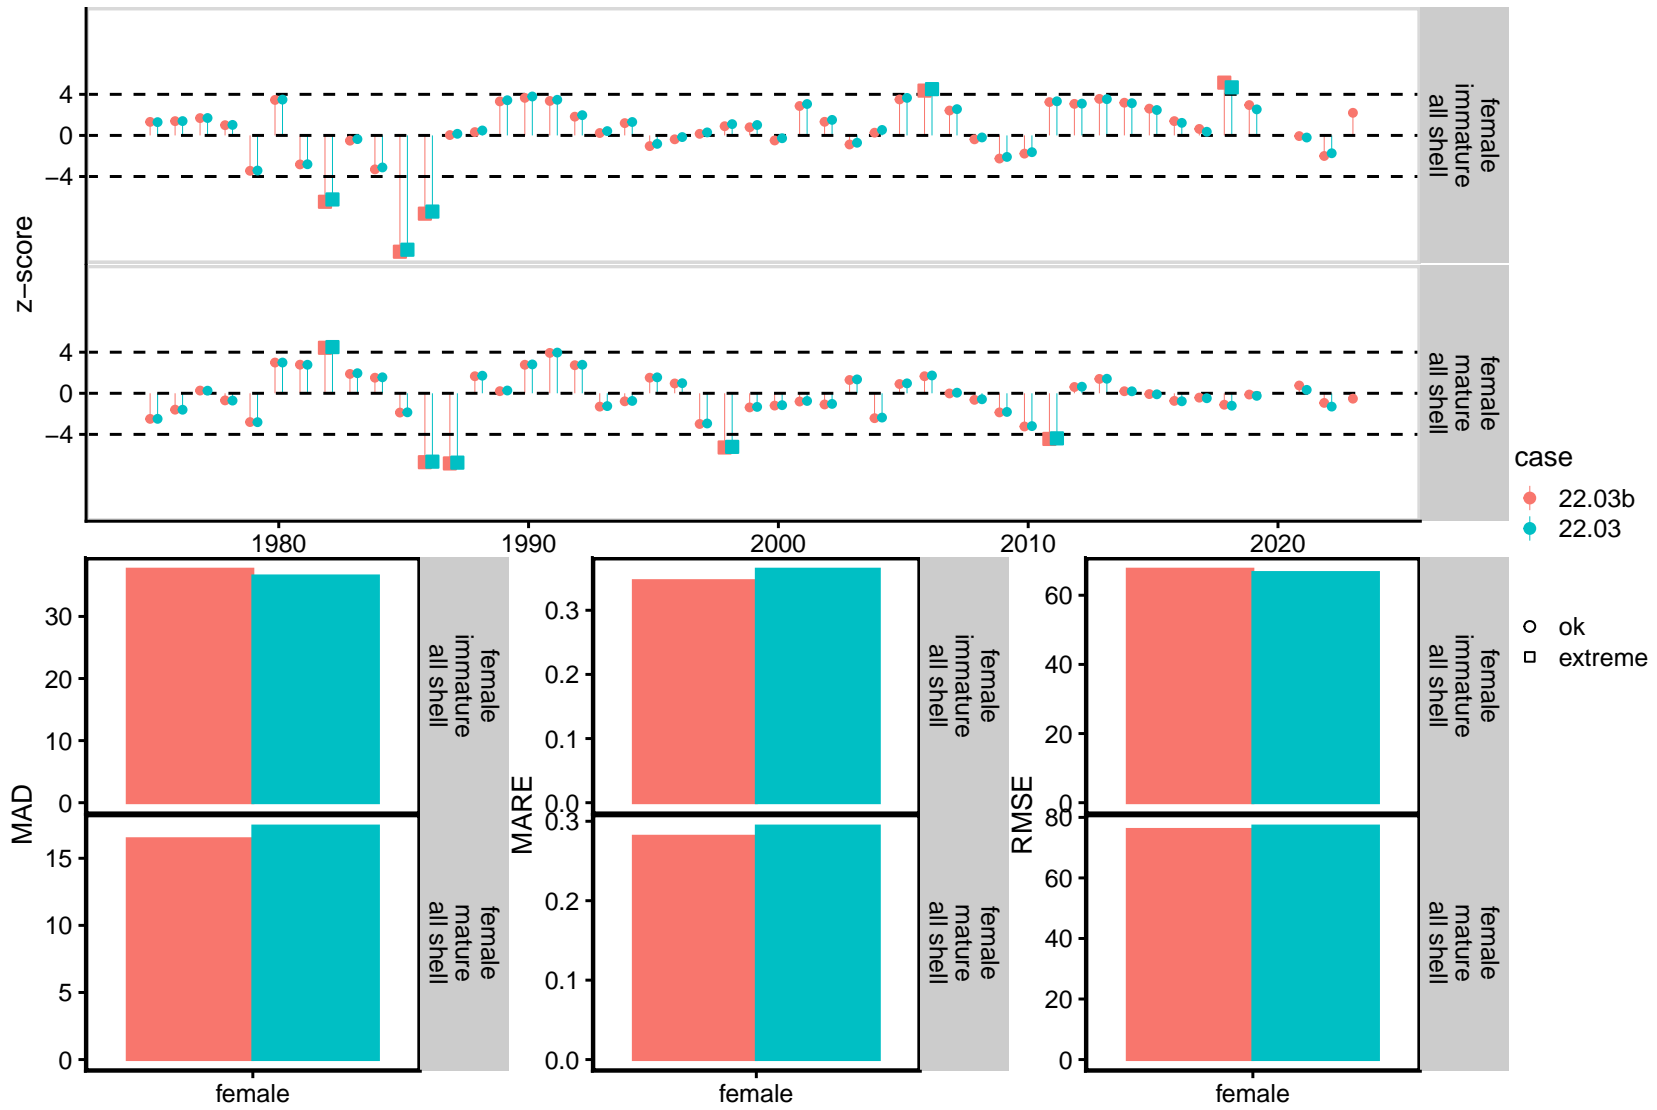 z−score
4
0
−4
female
immature
all shell
4
0
−4
female
mature
all shell
1980
1990
2000
2010
2020
case
22.03b
22.03
ok
extreme
MAD
30
20
10
0
female
immature
all shell
15
10
5
0
female
mature
all shell
female
MARE
0.3
0.2
0.1
0.0
female
immature
all shell
0.3
0.2
0.1
0.0
female
mature
all shell
female
RMSE
60
40
20
0
female
immature
all shell
80
60
40
20
0
female
mature
all shell
female